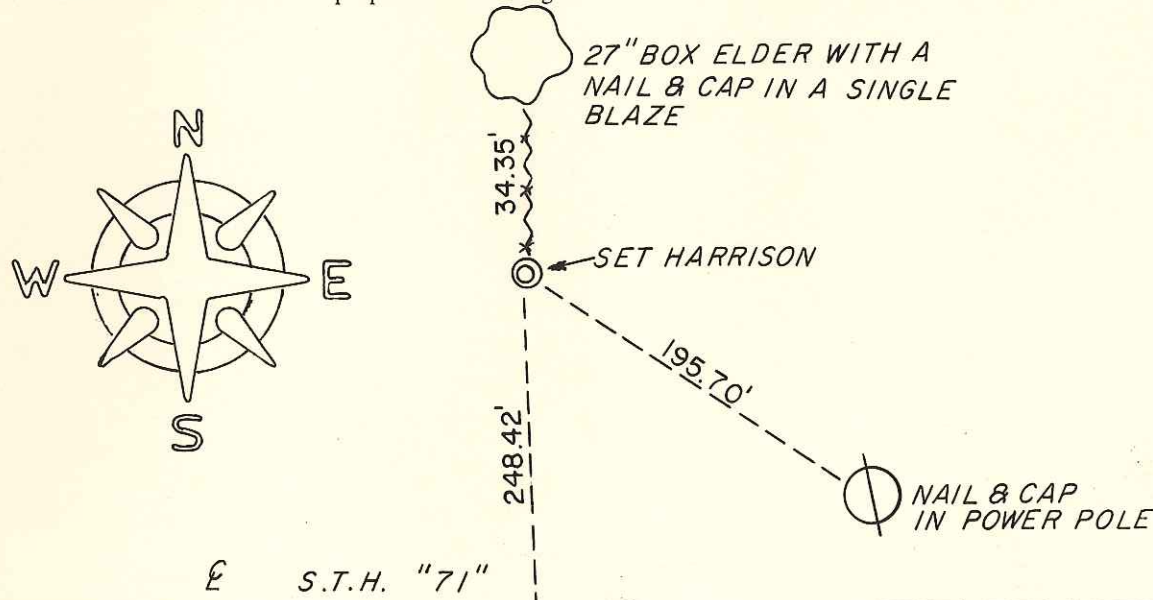 27" BOX ELDER WITH A
NAIL & CAP IN A SINGLE
BLAZE
N
34.35'
W
E
SET HARRISON
S
195.70'
248.42'
NAIL & CAP
IN POWER POLE
℄ S.T.H. "71"